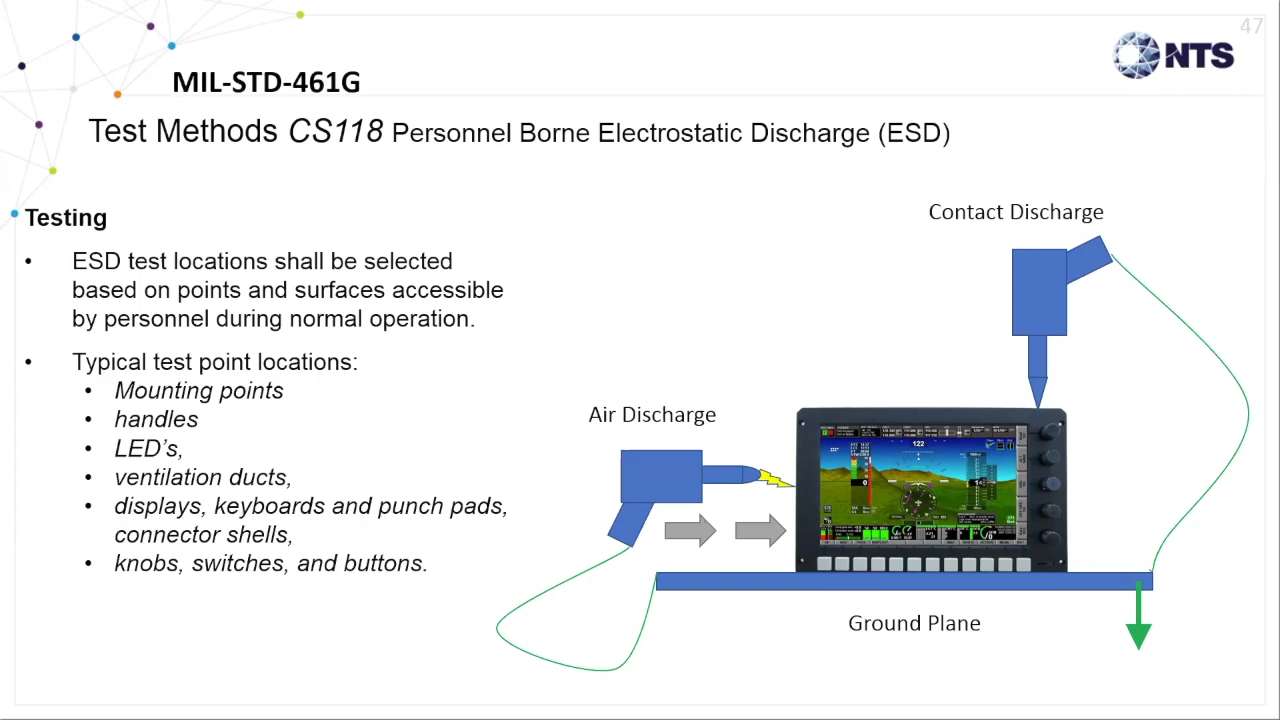 47
NTS
MIL-STD-461G
Test Methods CS118 Personnel Borne Electrostatic Discharge (ESD)
Testing
• ESD test locations shall be selected
based on points and surfaces accessible
by personnel during normal operation.
• Typical test point locations:
• Mounting points
• handles
• LED’s,
• ventilation ducts,
• displays, keyboards and punch pads,
connector shells,
• knobs, switches, and buttons.
Contact Discharge
Air Discharge
122
Ground Plane